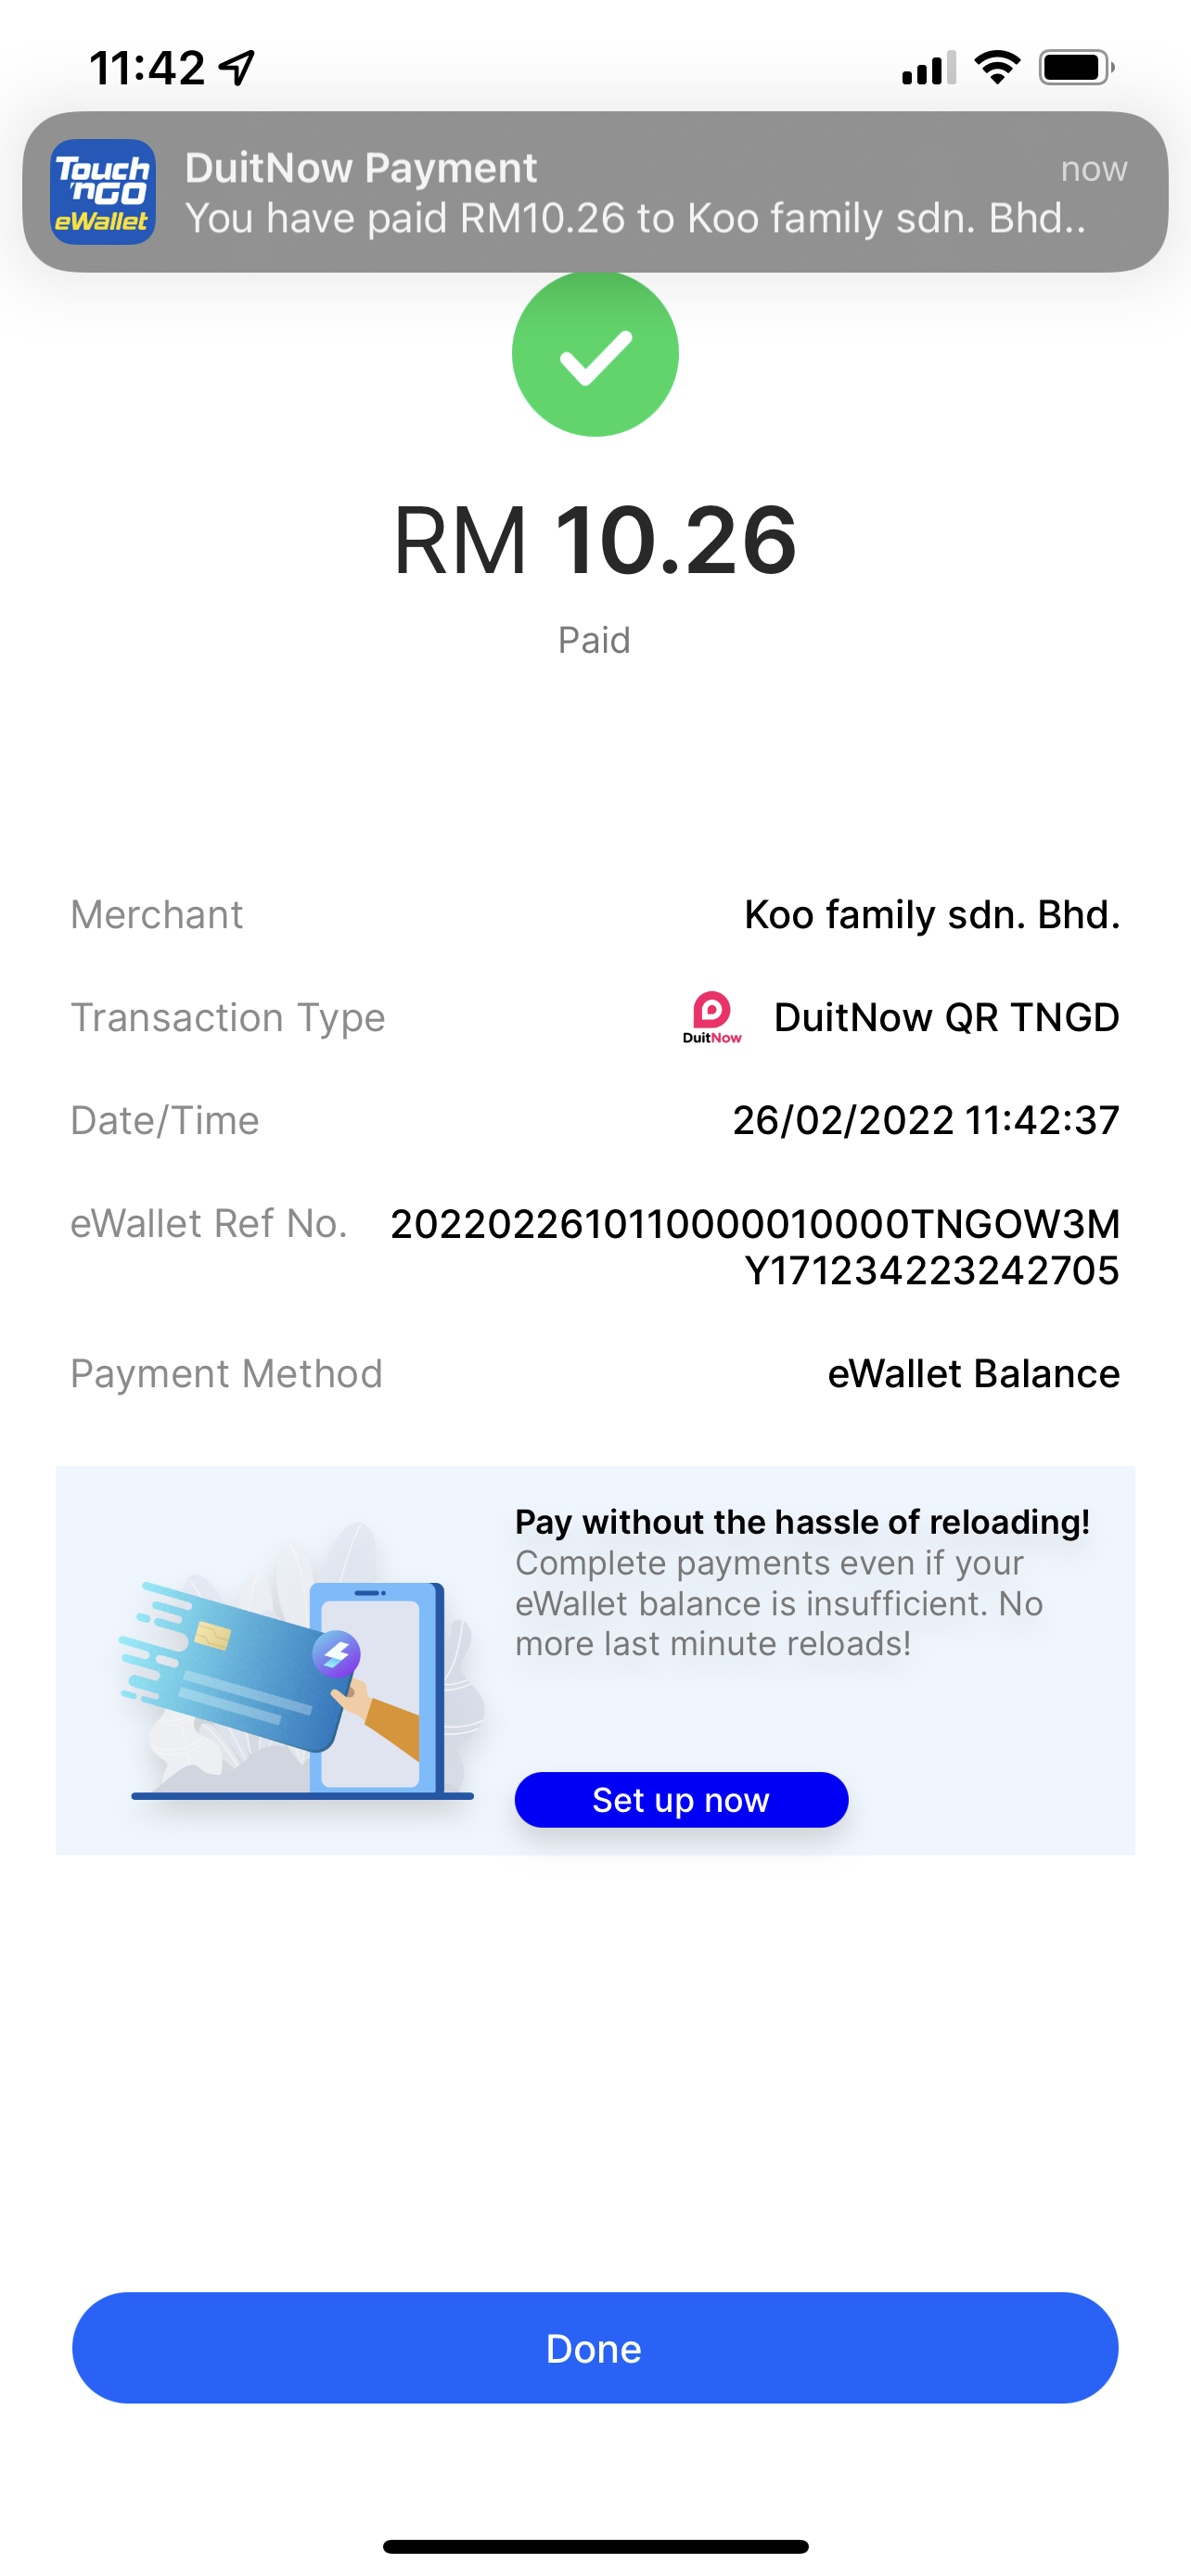 11:42
Touch 'nGO eWallet
DuitNow Payment
now
You have paid RM10.26 to Koo family sdn. Bhd..
RM 10.26
Paid
Merchant Koo family sdn. Bhd.
Transaction Type DuitNow DuitNow QR TNGD
Date/Time 26/02/2022 11:42:37
eWallet Ref No. 20220226101110000010000TNGOW3M
Y171234223242705
Payment Method eWallet Balance
Pay without the hassle of reloading!
Complete payments even if your
eWallet balance is insufficient. No
more last minute reloads!
Set up now
Done